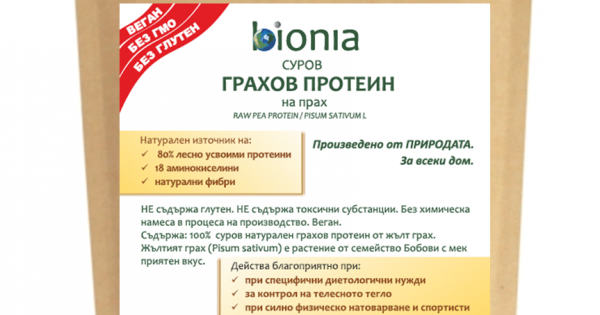 ВЕГАН
БЕЗ ГМО
БЕЗ ГЛУТЕН
bionia
СУРОВ
ГРАХОВ ПРОТЕИН
на прах
RAW PEA PROTEIN / PISUM SATIVUM L
Натурален източник на:
✓ 80% лесно усвоими протеини
✓ 18 аминокиселини
✓ натурални фибри
Произведено от ПРИРОДАТА.
За всеки дом.
НЕ съдържа глутен. НЕ съдържа токсични субстанции. Без химическа
намеса в процеса на производство. Веган.
Съдържа: 100% суров натурален грахов протеин от жълт грах.
Жълтият грах (Pisum sativum) е растение от семейство Бобови с мек
приятен вкус.
Действа благоприятно при:
✓ при специфични диетологични нужди
✓ за контрол на телесното тегло
✓ при силно физическо натоварване и спортисти